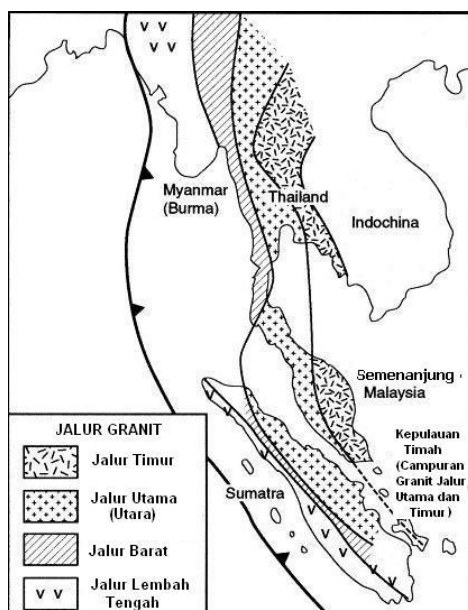 Myanmar
(Burma)
Thailand
Indochina
Semenanjung
Malaysia
Kepulauan
Timah
(Campuran
Granit Jalur
Utama dan
Timur )
Sumatra
JALUR GRANIT
Jalur Timur
Jalur Utama
(Utara)
Jalur Barat
Jalur Lembah
Tengah